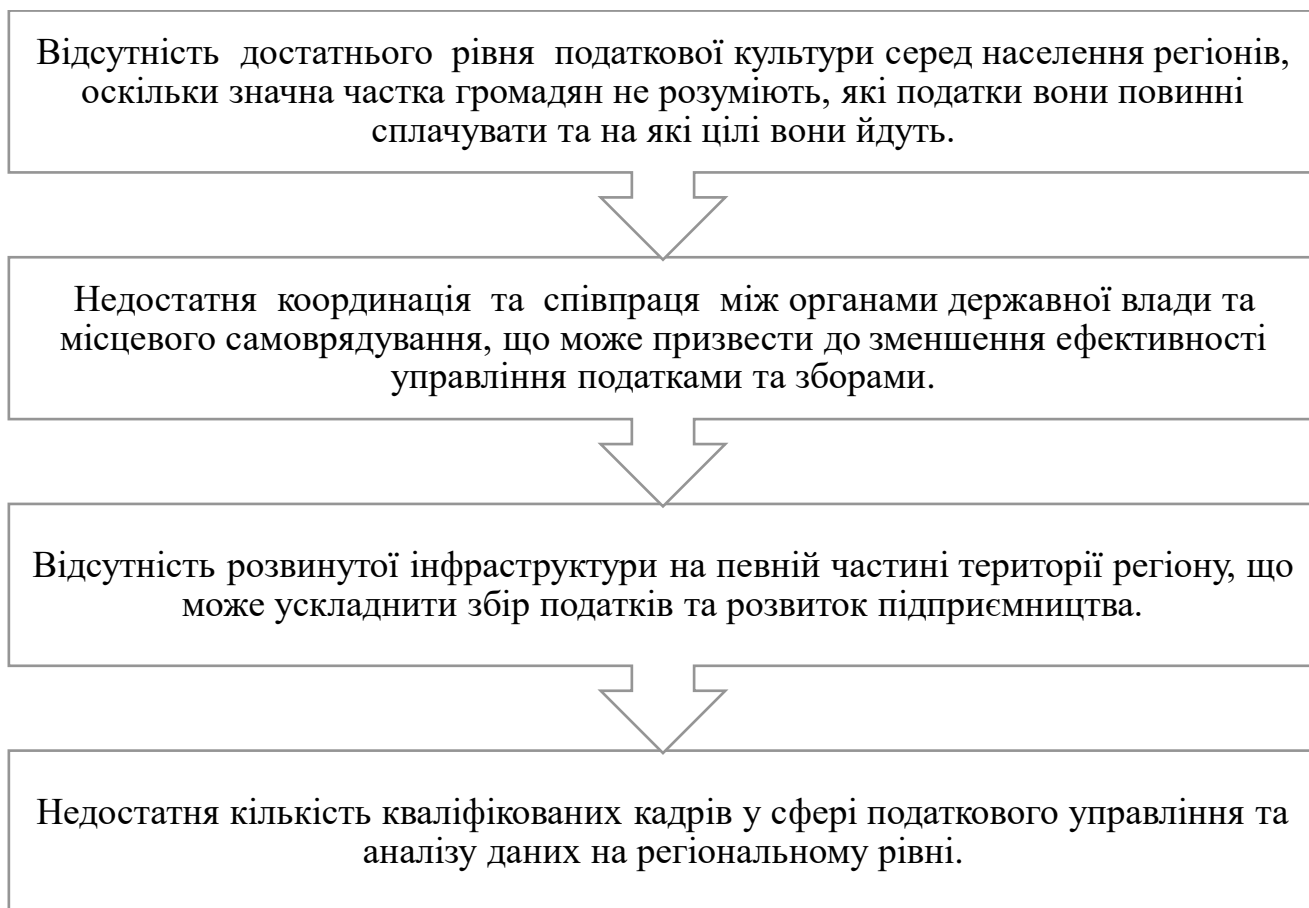 Відсутність достатнього рівня податкової культури серед населення регіонів,
оскільки значна частка громадян не розуміють, які податки вони повинні
сплачувати та на які цілі вони йдуть.
Недостатня координація та співпраця між органами державної влади та
місцевого самоврядування, що може призвести до зменшення ефективності
управління податками та зборами.
Відсутність розвинутої інфраструктури на певній частині території регіону, що
може ускладнити збір податків та розвиток підприємництва.
Недостатня кількість кваліфікованих кадрів у сфері податкового управління та
аналізу даних на регіональному рівні.